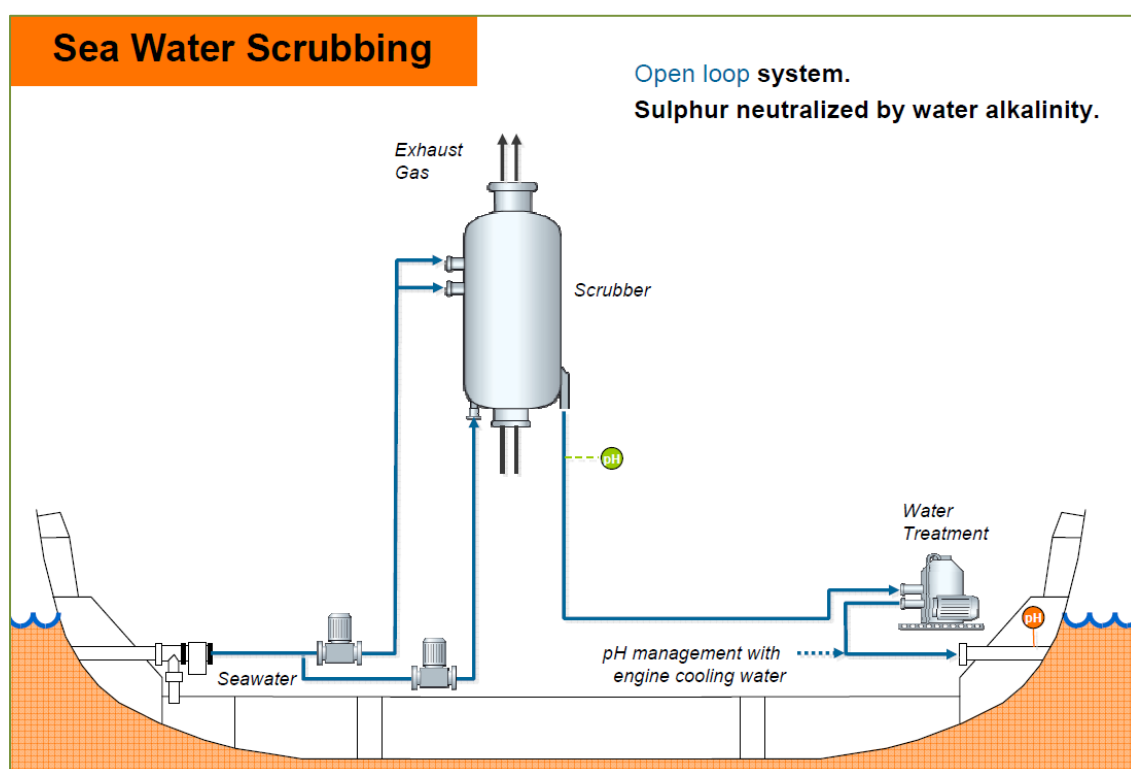 Sea Water Scrubbing
Open loop system.
Sulphur neutralized by water alkalinity.
Exhaust
Gas
Scrubber
pH
Water
Treatment
pH
Seawater
pH management with
engine cooling water